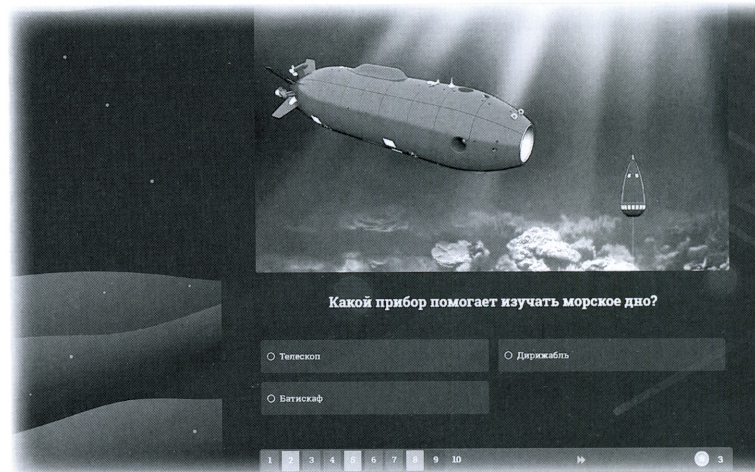 Какой прибор помогает изучать морское дно?
Телескоп
Дирижабль
Батискаф
1 2 3 4 5 6 7 8 9 10
3